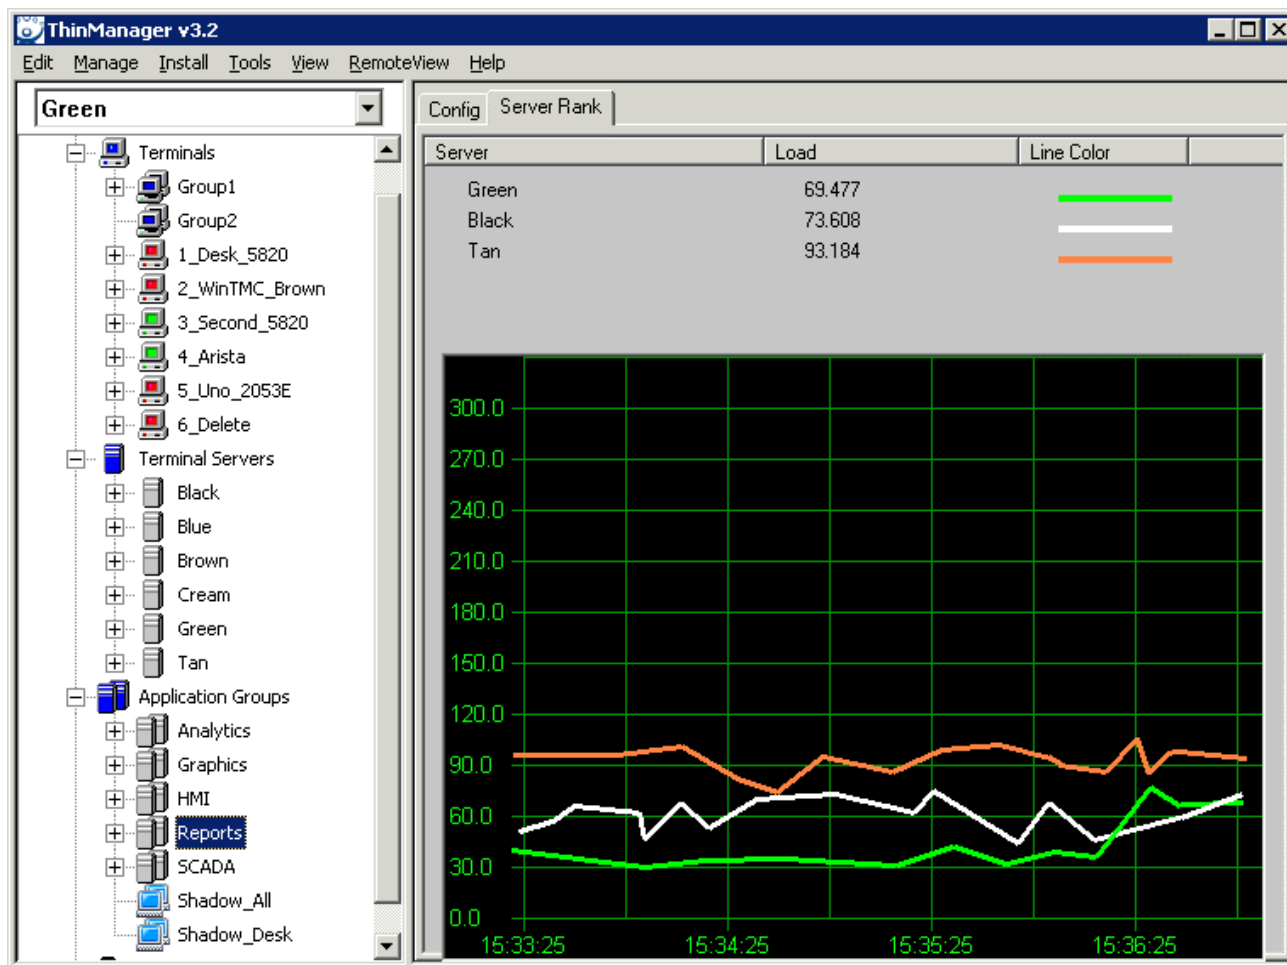 ThinManager v3.2
Edit Manage Install Tools View RemoteView Help
Green
Terminals
Group1
Group2
1_Desk_5820
2_WinTMC_Brown
3_Second_5820
4_Arista
5_Uno_2053E
6_Delete
Terminal Servers
Black
Blue
Brown
Cream
Green
Tan
Application Groups
Analytics
Graphics
HMI
Reports
SCADA
Shadow_All
Shadow_Desk
Config Server Rank
Server Load Line Color
Green 69.477
Black 73.608
Tan 93.184
300.0
270.0
240.0
210.0
180.0
150.0
120.0
90.0
60.0
30.0
0.0
15:33:25 15:34:25 15:35:25 15:36:25